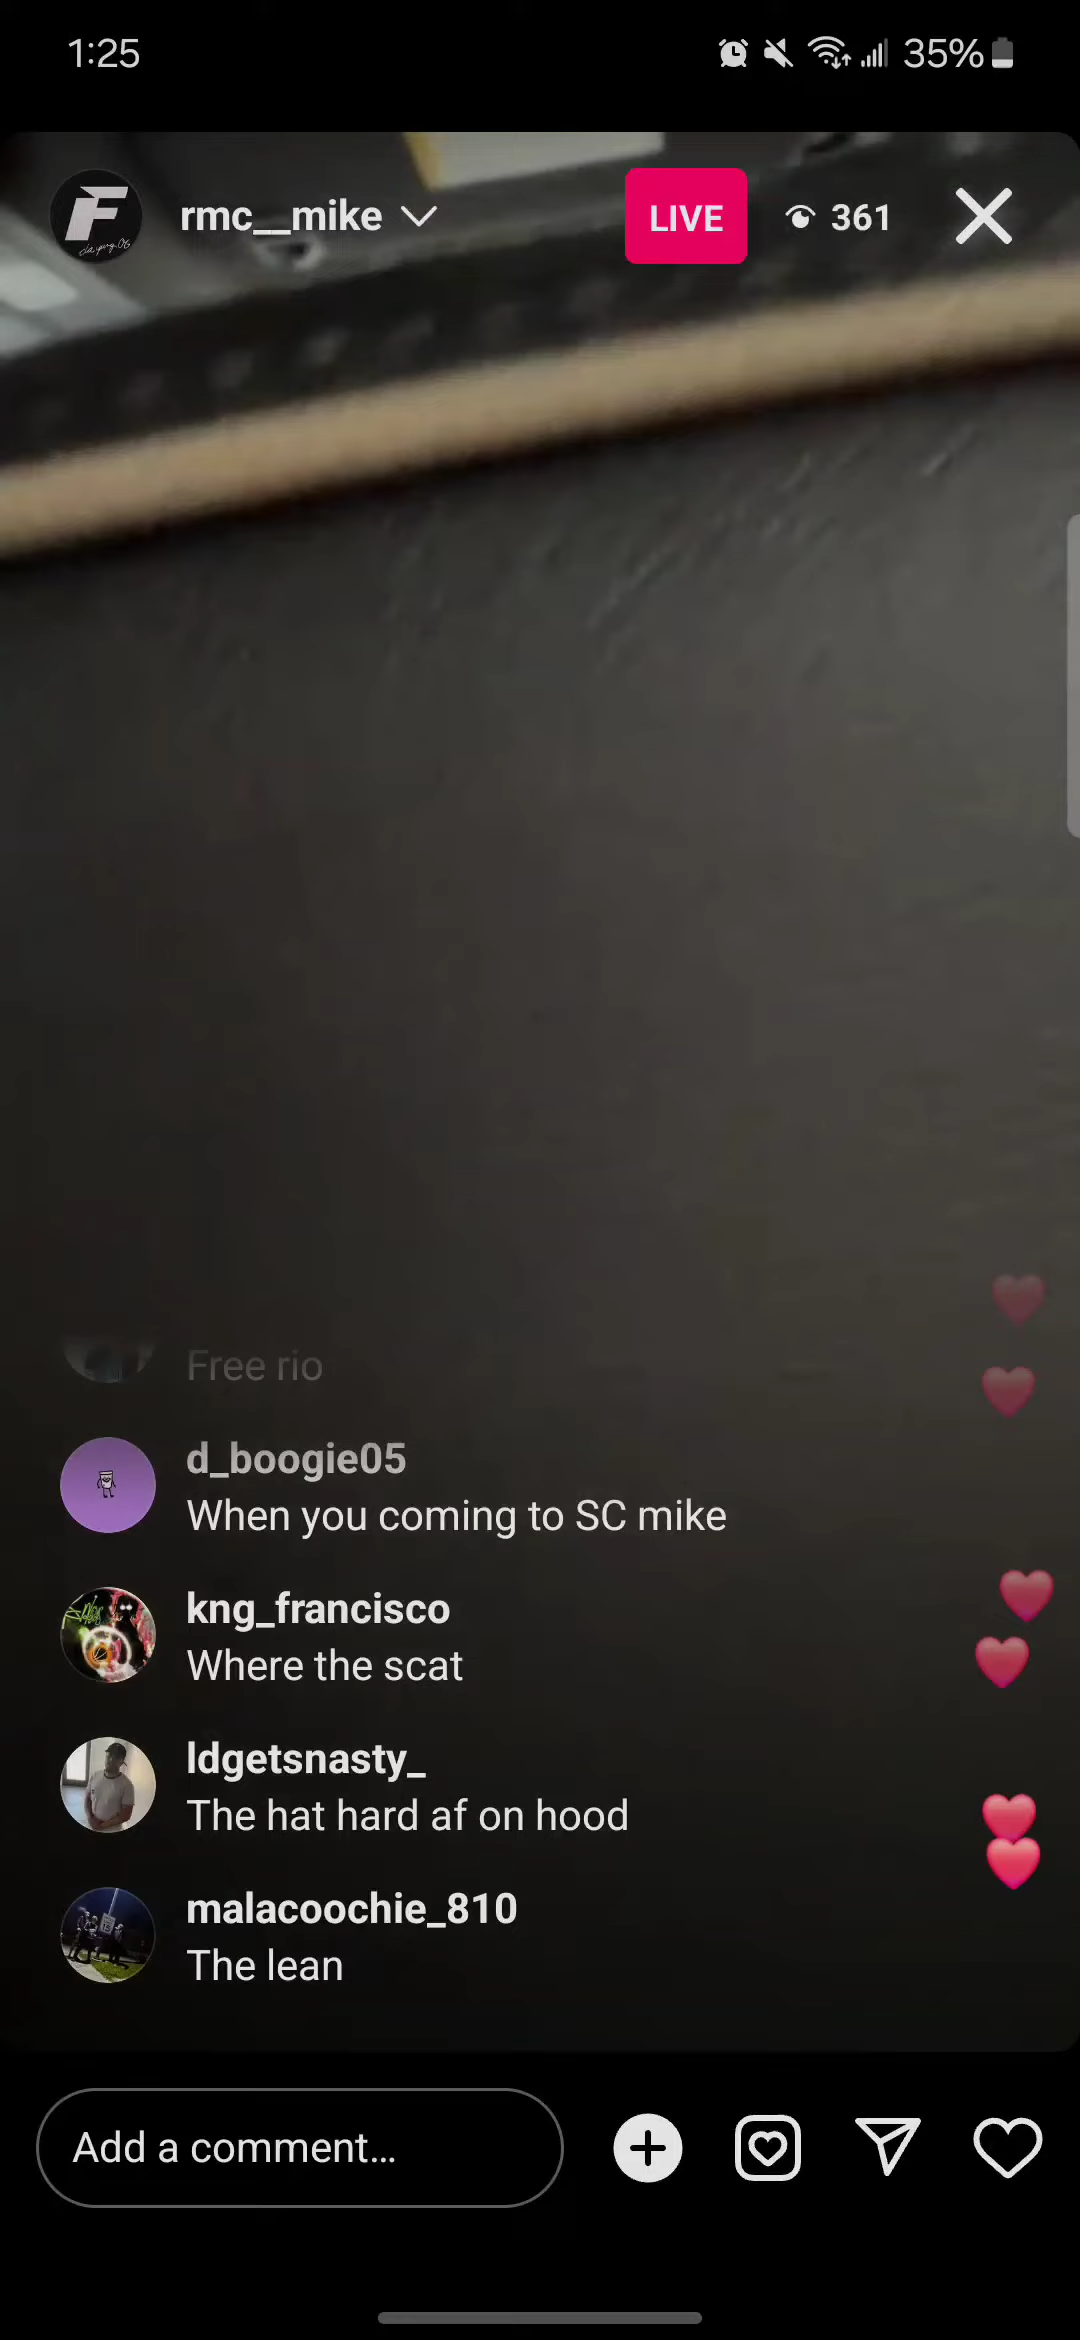 1:25
35%
F
rmc__mike
LIVE
361
Free rio
d_boogie05
When you coming to SC mike
kng_francisco
Where the scat
ldgetsnasty_
The hat hard af on hood
malacoochie_810
The lean
Add a comment...